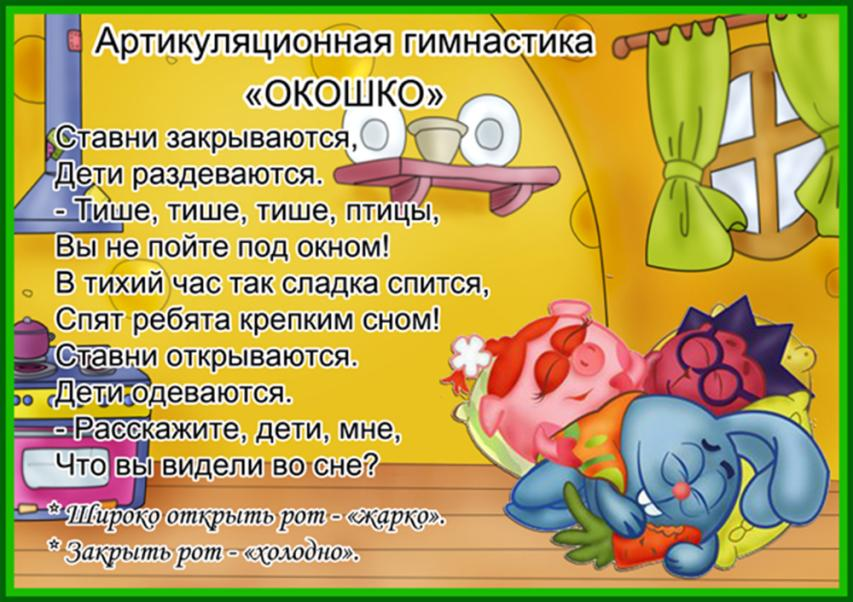 Артикуляционная гимнастика
«ОКОШКО»
Ставни закрываются,
Дети раздеваются.
- Тише, тише, тише, птицы,
Вы не пойте под окном!
В тихий час так сладка спится,
Спят ребята крепким сном!
Ставни открываются.
Дети одеваются.
- Расскажите, дети, мне,
Что вы видели во сне?
* Широко открыть рот - «жарко».
* Закрыть рот - «холодно».